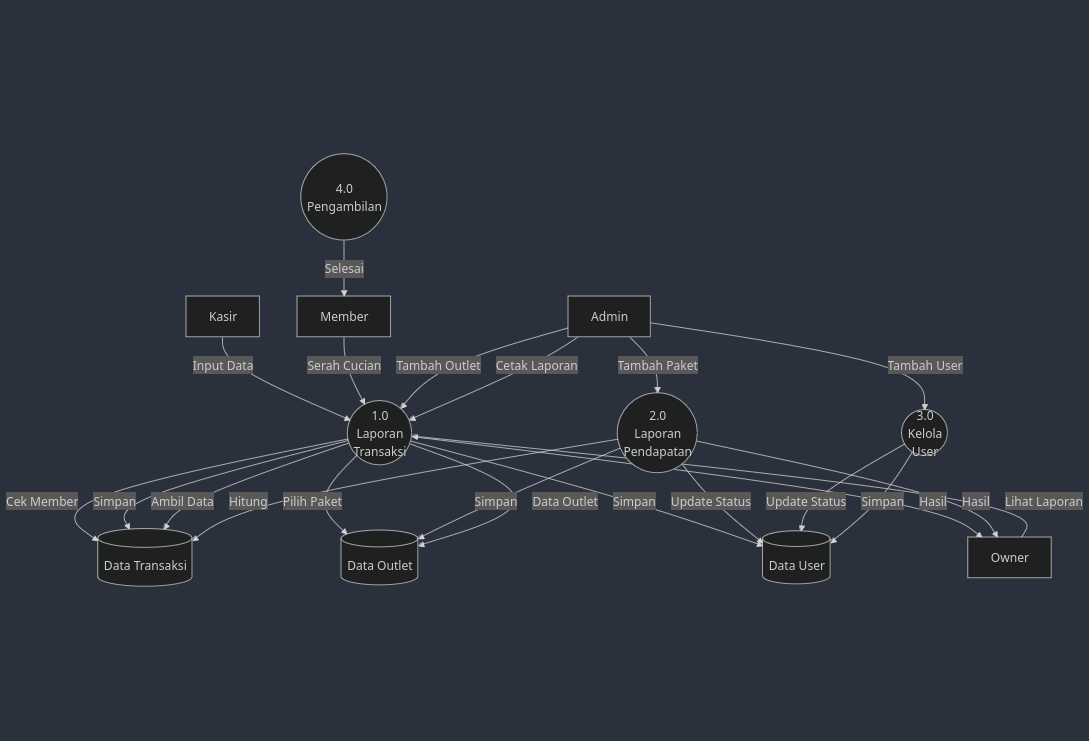 4.0
Pengambilan
Selesai
Kasir
Member
Admin
Input Data
Serah Cucian
Tambah Outlet
Cetak Laporan
Tambah Paket
Tambah User
1.0
Laporan
Transaksi
2.0
Laporan
Pendapatan
3.0
Kelola
User
Cek Member
Simpan
Ambil Data
Hitung
Pilih Paket
Simpan
Data Outlet
Simpan
Update Status
Update Status
Simpan
Hasil
Hasil
Lihat Laporan
Data Transaksi
Data Outlet
Data User
Owner